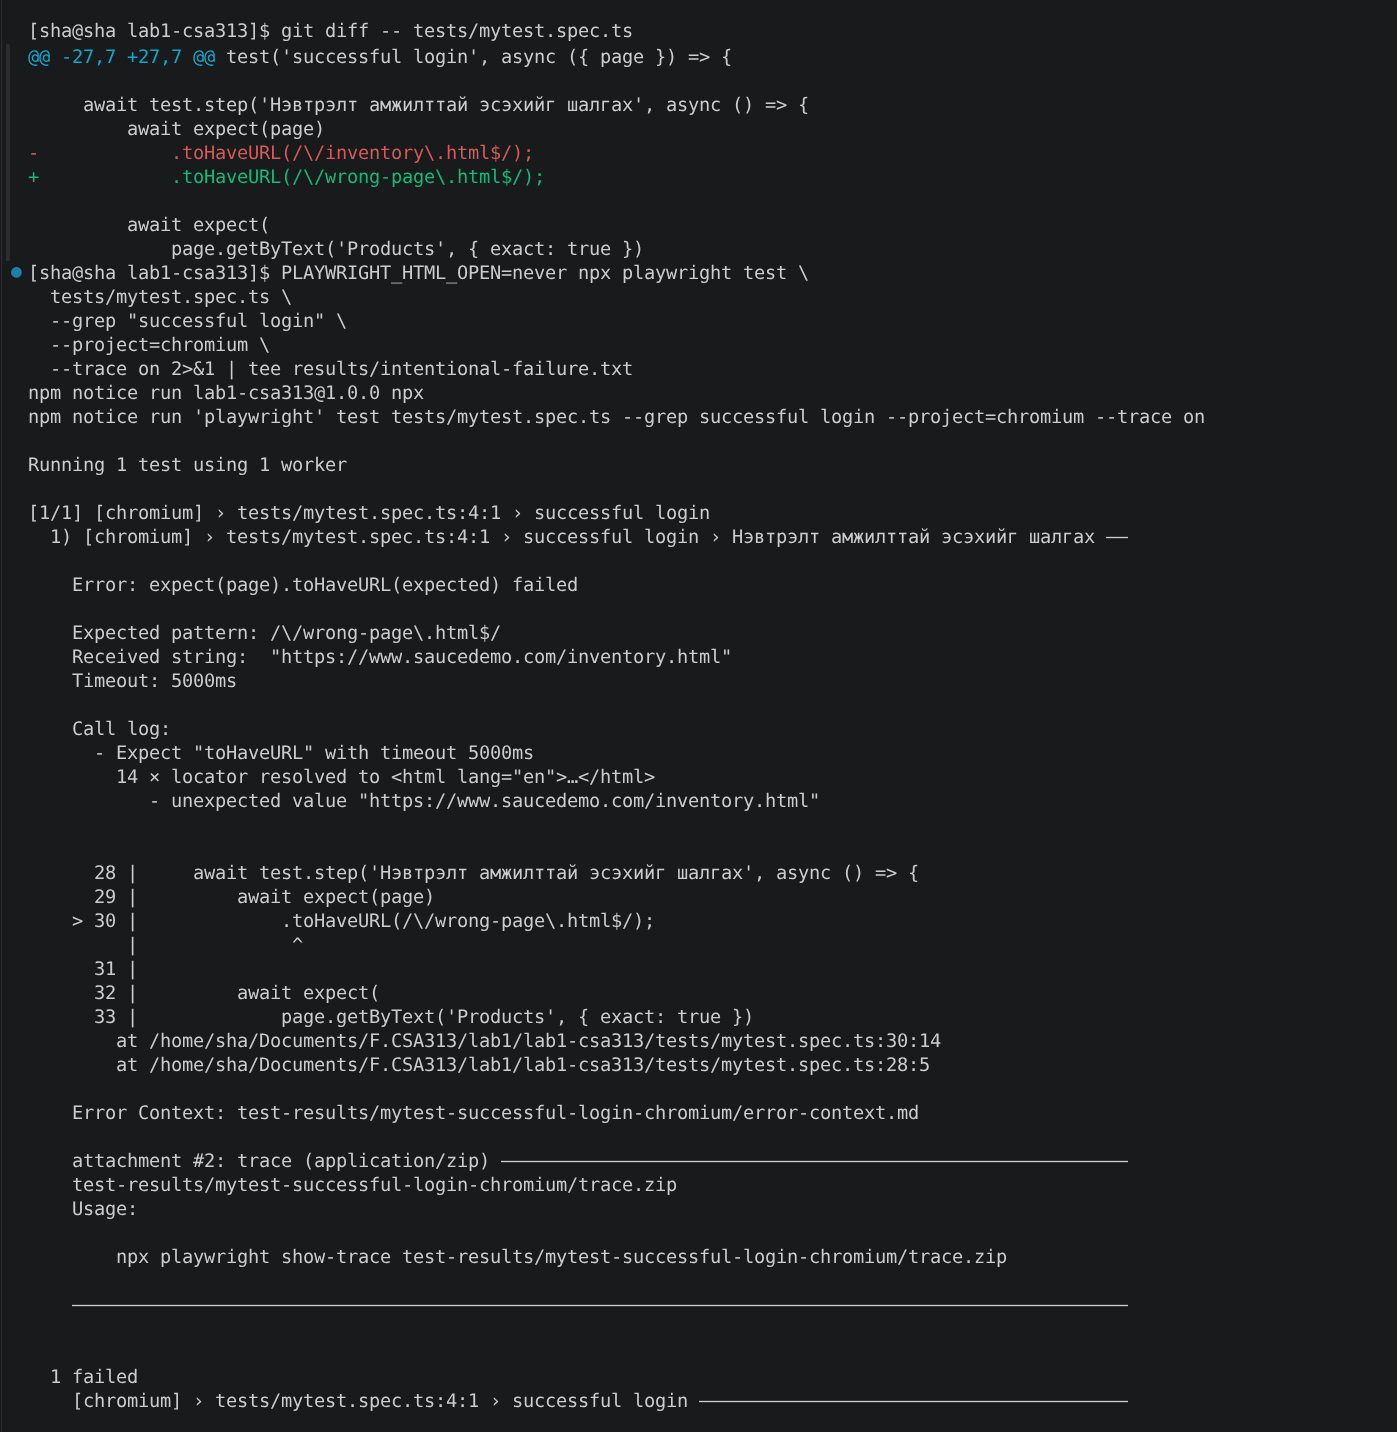 [sha@sha lab1-csa313]$ git diff -- tests/mytest.spec.ts
@@ -27,7 +27,7 @@ test('successful login', async ({ page }) => {
    await test.step('Нэвтрэлт амжилттай эсэхийг шалгах', async () => {
        await expect(page)
-            .toHaveURL(/\/inventory\.html$/);
+            .toHaveURL(/\/wrong-page\.html$/);
        await expect(
            page.getByText('Products', { exact: true })
[sha@sha lab1-csa313]$ PLAYWRIGHT_HTML_OPEN=never npx playwright test \
  tests/mytest.spec.ts \
  --grep "successful login" \
  --project=chromium \
  --trace on 2>&1 | tee results/intentional-failure.txt
npm notice run lab1-csa313@1.0.0 npx
npm notice run 'playwright' test tests/mytest.spec.ts --grep successful login --project=chromium --trace on
Running 1 test using 1 worker
[1/1] [chromium] › tests/mytest.spec.ts:4:1 › successful login
  1) [chromium] › tests/mytest.spec.ts:4:1 › successful login › Нэвтрэлт амжилттай эсэхийг шалгах ──
    Error: expect(page).toHaveURL(expected) failed
    Expected pattern: /\/wrong-page\.html$/
    Received string:  "https://www.saucedemo.com/inventory.html"
    Timeout: 5000ms
    Call log:
      - Expect "toHaveURL" with timeout 5000ms
        14 × locator resolved to <html lang="en">…</html>
           - unexpected value "https://www.saucedemo.com/inventory.html"
      28 |     await test.step('Нэвтрэлт амжилттай эсэхийг шалгах', async () => {
      29 |         await expect(page)
    > 30 |             .toHaveURL(/\/wrong-page\.html$/);
         |              ^
      31 |
      32 |         await expect(
      33 |             page.getByText('Products', { exact: true })
        at /home/sha/Documents/F.CSA313/lab1/lab1-csa313/tests/mytest.spec.ts:30:14
        at /home/sha/Documents/F.CSA313/lab1/lab1-csa313/tests/mytest.spec.ts:28:5
    Error Context: test-results/mytest-successful-login-chromium/error-context.md
    attachment #2: trace (application/zip) ─────────────────────────────────────────────────────────
    test-results/mytest-successful-login-chromium/trace.zip
    Usage:
        npx playwright show-trace test-results/mytest-successful-login-chromium/trace.zip
    ────────────────────────────────────────────────────────────────────────────────────────────────
  1 failed
    [chromium] › tests/mytest.spec.ts:4:1 › successful login ───────────────────────────────────────